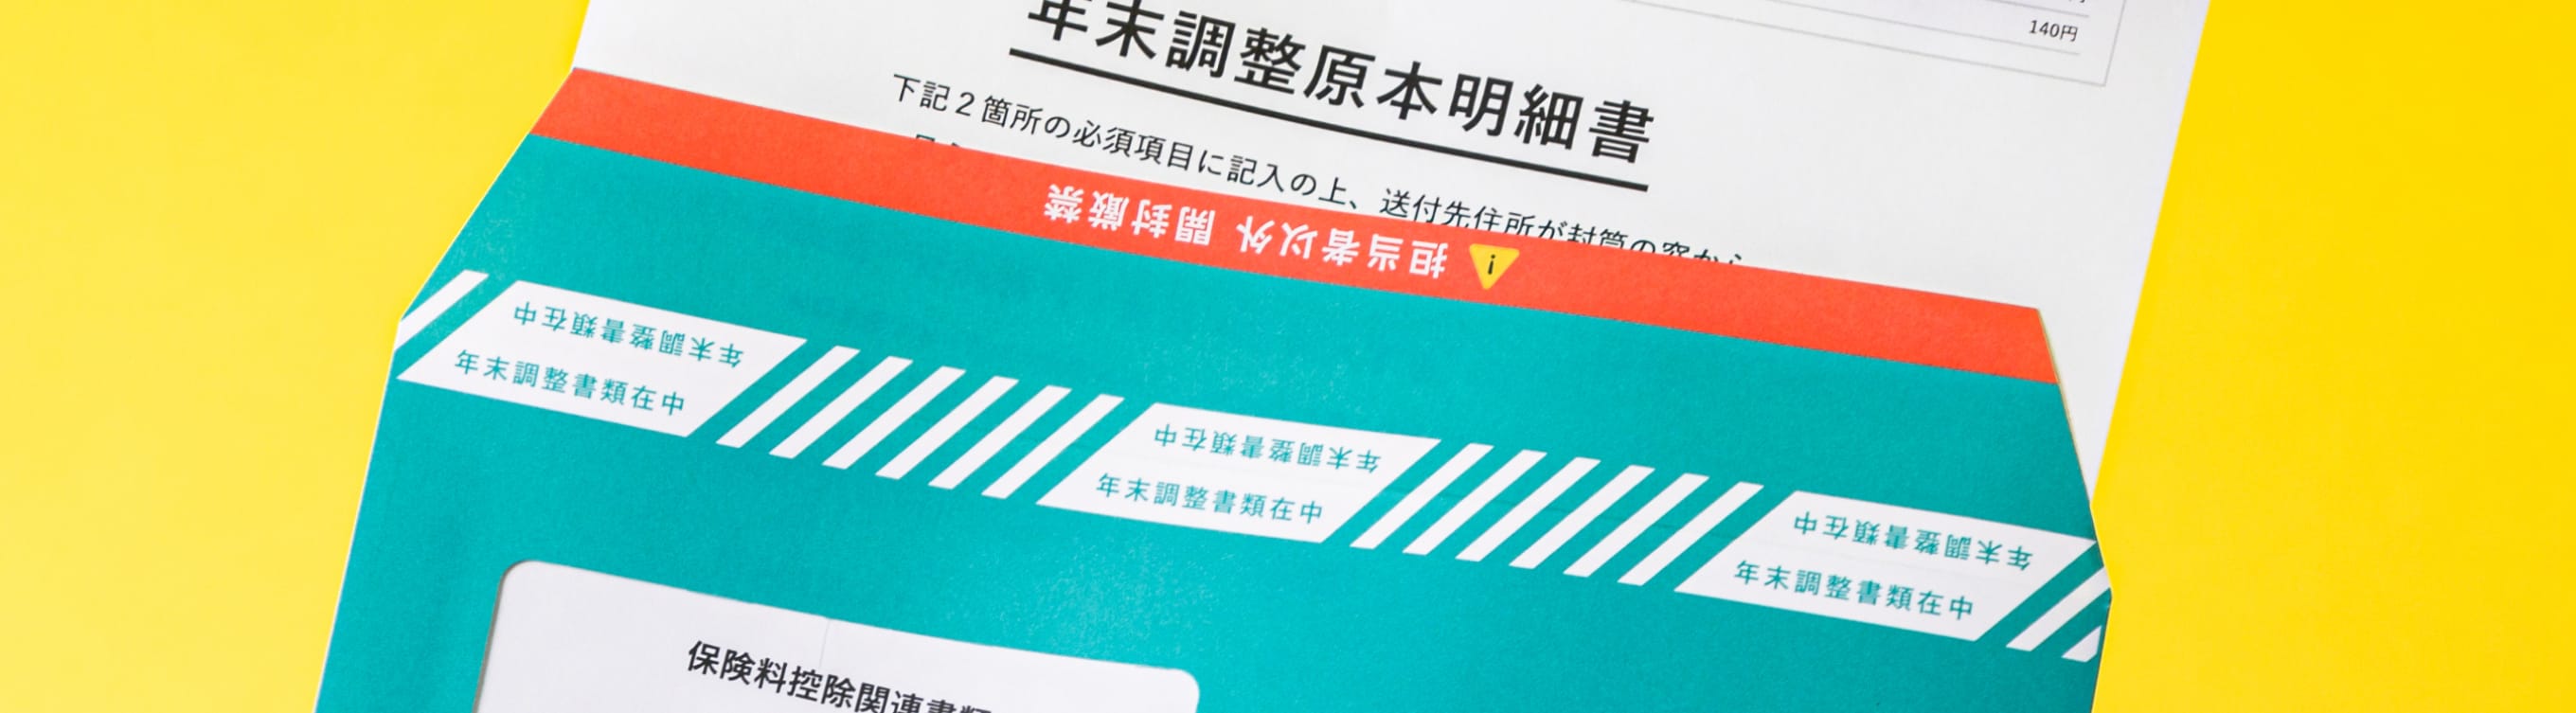 140円
年末調整原本明細書
下記2箇所の必須項目に記入の上、送付先住所が封筒の窓から
担当者以外 開封厳禁
年末調整書類在中
年末調整書類在中
年末調整書類在中
年末調整書類在中
年末調整書類在中
年末調整書類在中
保険料控除関連書類